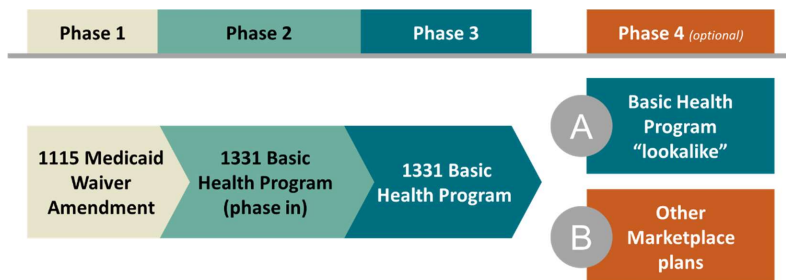 Phase 1
Phase 2
Phase 3
Phase 4 (optional)
1115 Medicaid
Waiver
Amendment
1331 Basic
Health Program
(phase in)
1331 Basic
Health Program
A
Basic Health
Program
“lookalike”
B
Other
Marketplace
plans